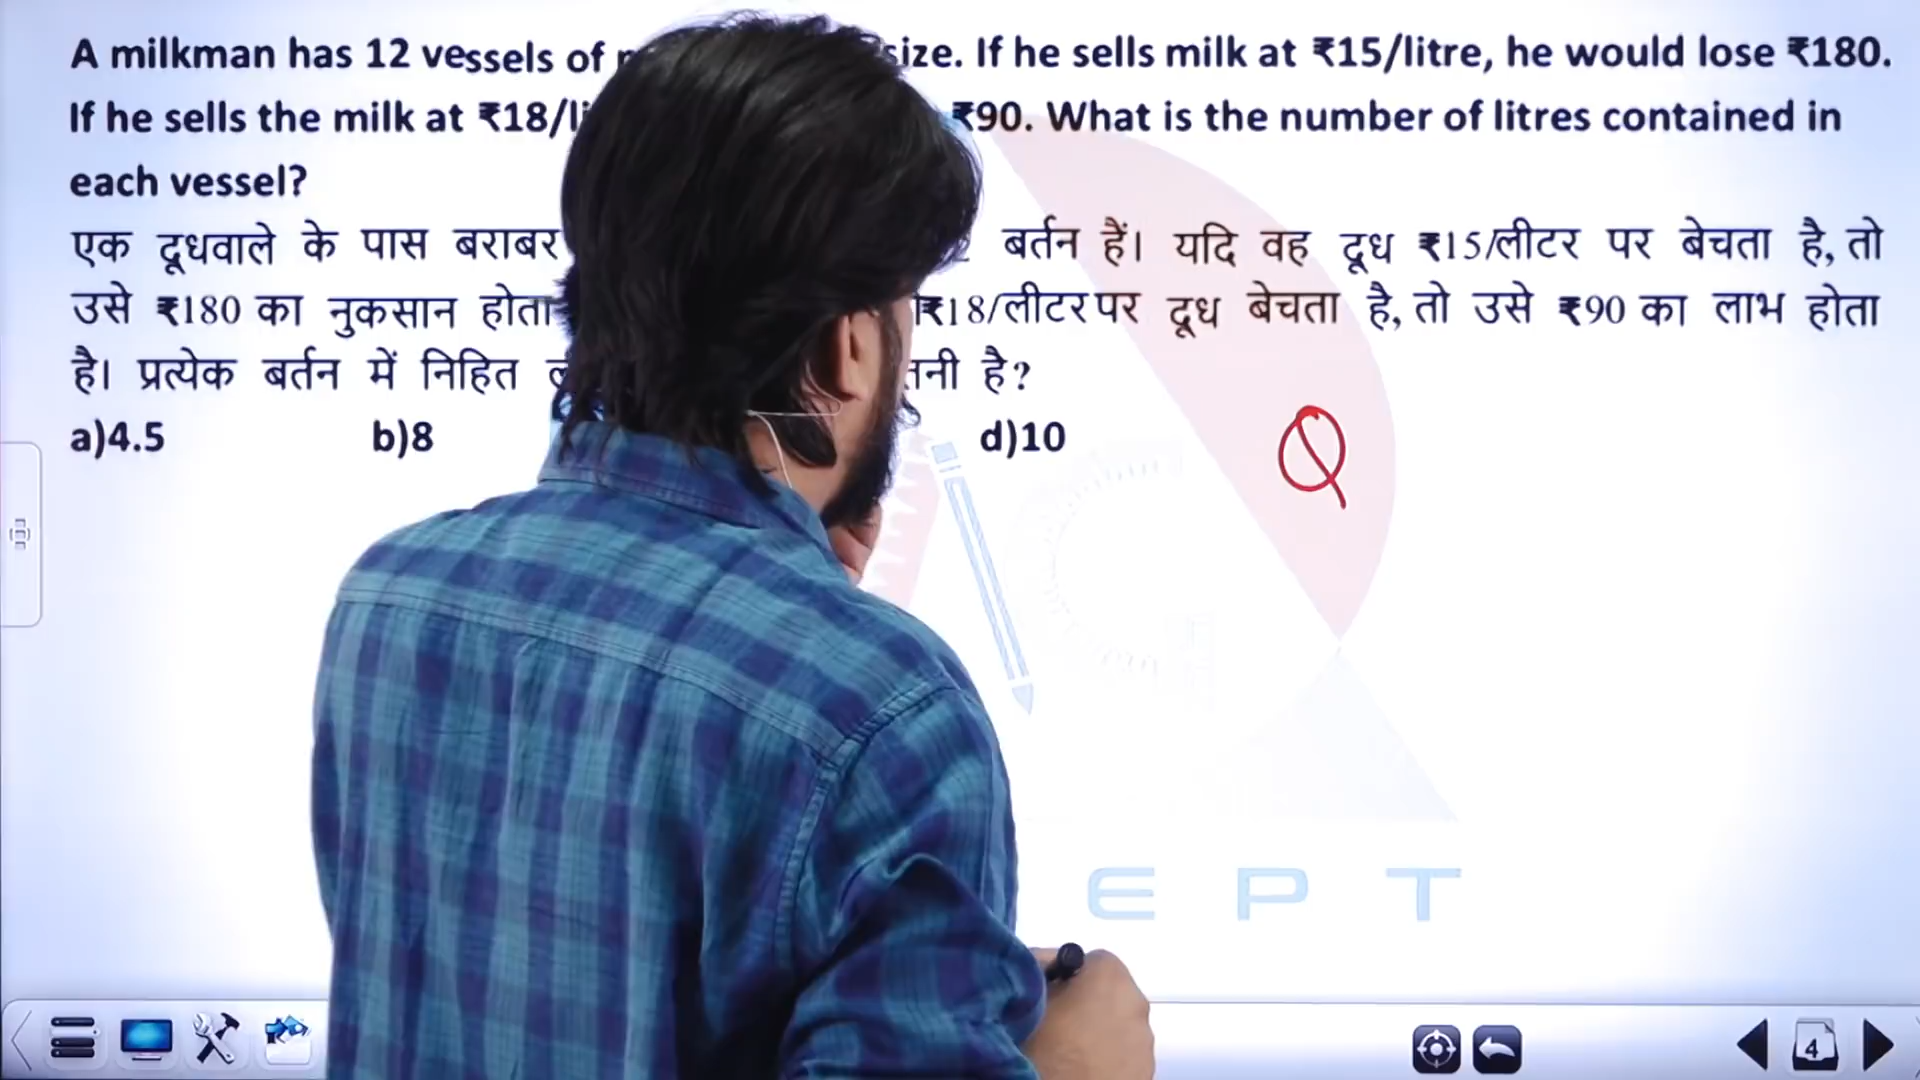 A milkman has 12 vessels of size. If he sells milk at ₹15/litre, he would lose ₹180.
If he sells the milk at ₹18/ ₹90. What is the number of litres contained in
each vessel?
एक दूधवाले के पास बराबर बर्तन हैं। यदि वह दूध ₹15/लीटर पर बेचता है, तो
उसे ₹180 का नुकसान होता ₹18/लीटर पर दूध बेचता है, तो उसे ₹90 का लाभ होता
है। प्रत्येक बर्तन में निहित है?
a)4.5 b)8 d)10
Q
E P T
4